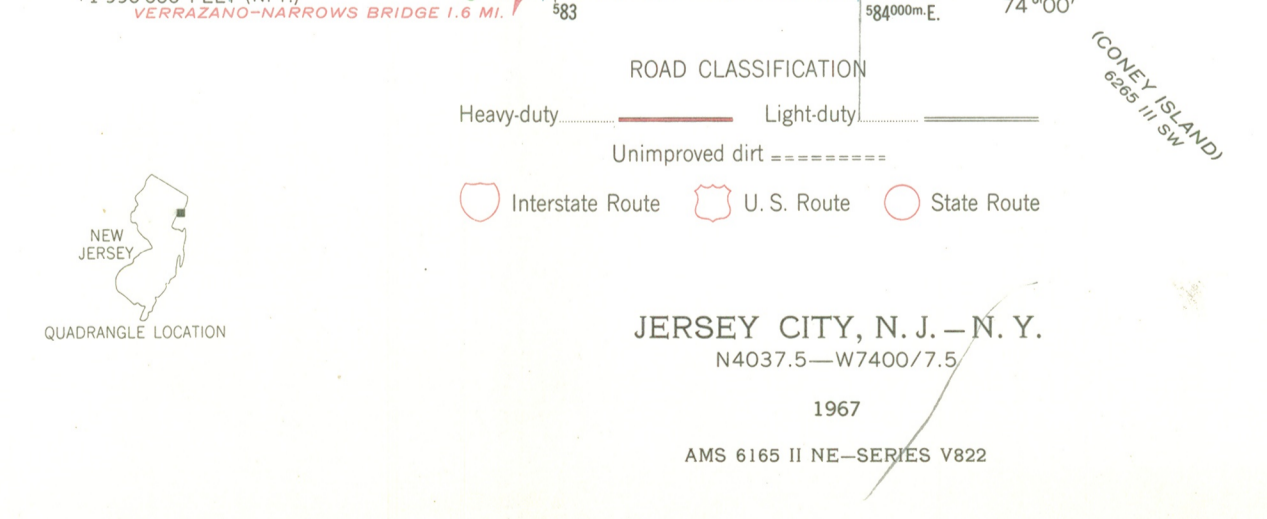 VERRAZANO-NARROWS BRIDGE 1.6 MI.
583
584000m.E.
74°00'
(CONEY ISLAND)
6265 III SW
ROAD CLASSIFICATION
Heavy-duty Light-duty
Unimproved dirt
Interstate Route U. S. Route State Route
NEW
JERSEY
QUADRANGLE LOCATION
JERSEY CITY, N. J.—N. Y.
N4037.5—W7400/7.5
1967
AMS 6165 II NE—SERIES V822